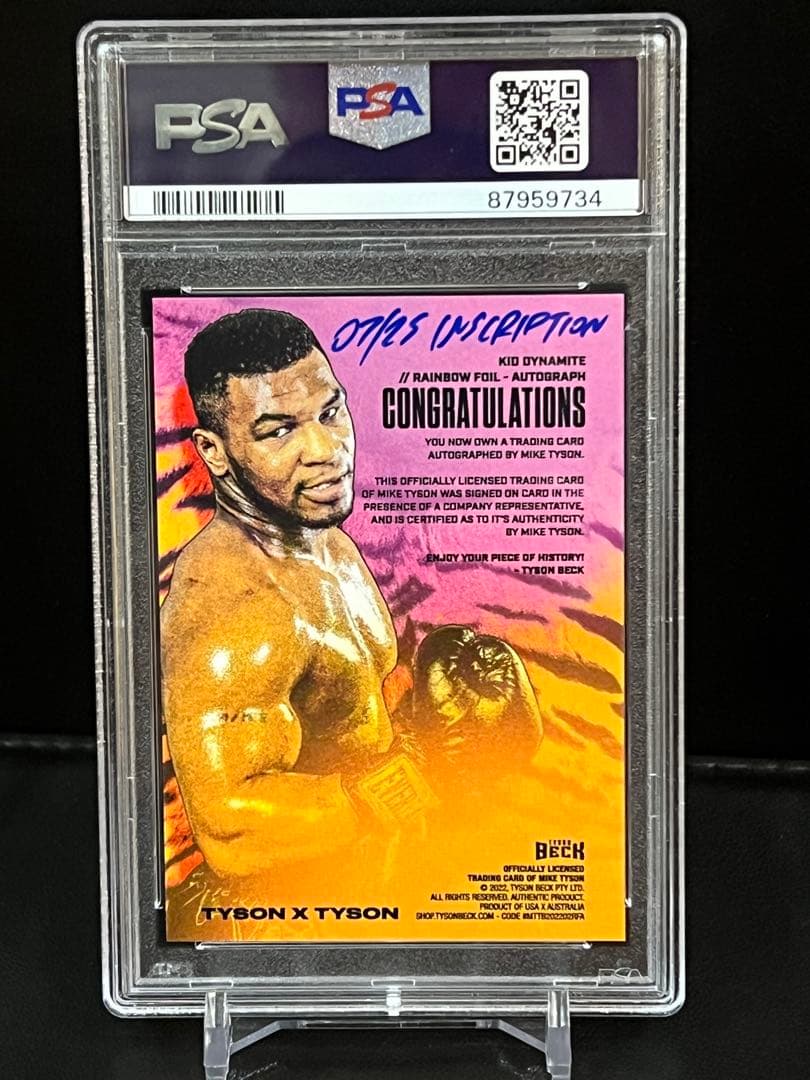 PSA
PSA
87959734
07/25 INSCRIPTION
KID DYNAMITE
// RAINBOW FOIL - AUTOGRAPH
CONGRATULATIONS
YOU NOW OWN A TRADING CARD
AUTOGRAPHED BY MIKE TYSON.
THIS OFFICIALLY LICENSED TRADING CARD
OF MIKE TYSON WAS SIGNED ON CARD IN THE
PRESENCE OF A COMPANY REPRESENTATIVE,
AND IS CERTIFIED AS TO IT'S AUTHENTICITY
BY MIKE TYSON.
ENJOY YOUR PIECE OF HISTORY!
- TYSON BECK
TYSON
BECK
OFFICIALLY LICENSED
TRADING CARD OF MIKE TYSON
© 2022, TYSON BECK PTY LTD.
ALL RIGHTS RESERVED. AUTHENTIC PRODUCT.
PRODUCT OF USA X AUSTRALIA
SHOP.TYSONBECK.COM - CODE #MTTB202202RFA
TYSON X TYSON
PSA